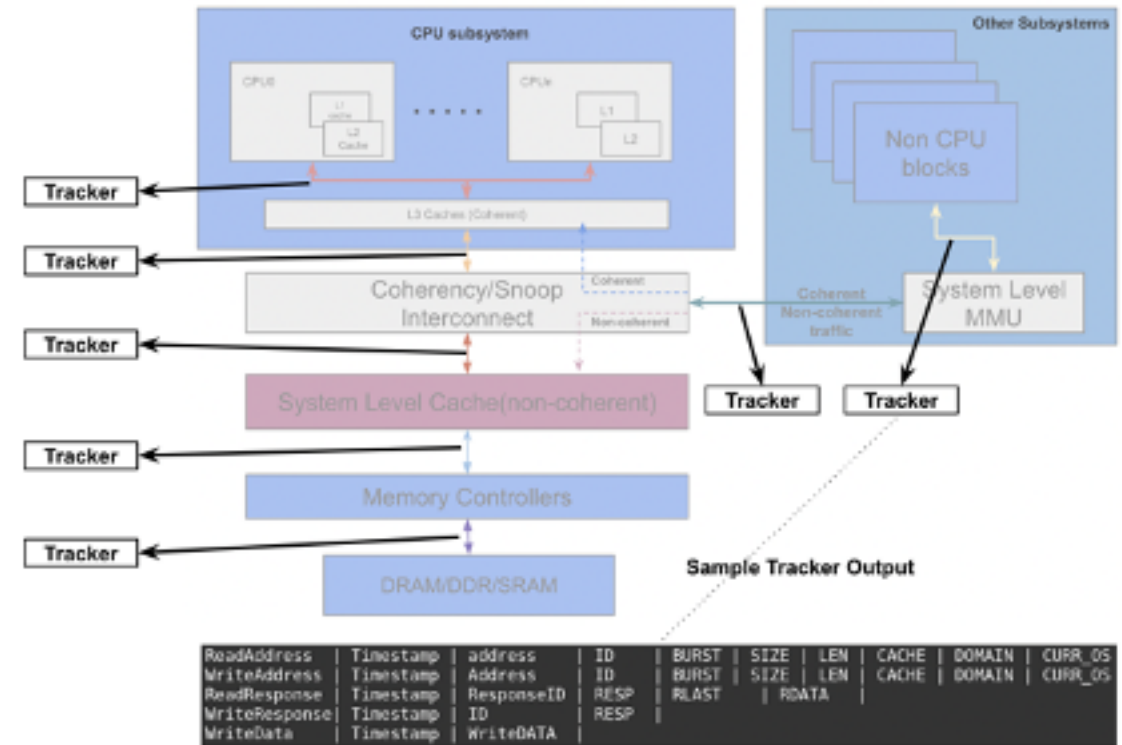 CPU subsystem
Other Subsystems
CPU0
L1
cache
L2
Cache
CPUn
L1
L2
Non CPU
blocks
Tracker
L3 Caches (Coherent)
Tracker
Coherency/Snoop
Interconnect
Coherent
Non-coherent
Coherent
Non-coherent
traffic
System Level
MMU
Tracker
System Level Cache(non-coherent)
Tracker
Tracker
Tracker
Memory Controllers
Tracker
DRAM/DDR/SRAM
Sample Tracker Output
ReadAddress | Timestamp | address | ID | BURST | SIZE | LEN | CACHE | DOMAIN | CURR_OS
WriteAddress | Timestamp | Address | ID | BURST | SIZE | LEN | CACHE | DOMAIN | CURR_OS
ReadResponse | Timestamp | ResponseID | RESP | RLAST | RDATA |
WriteResponse| Timestamp | ID | RESP |
WriteData | Timestamp | WriteDATA |